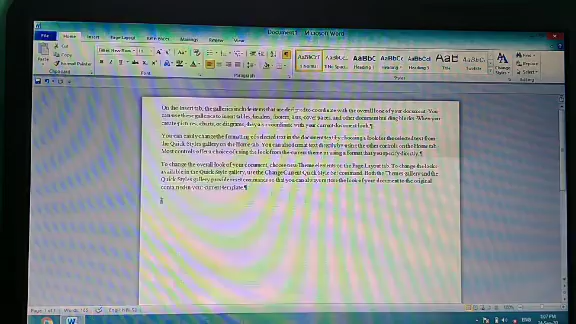 Document1 - Microsoft Word
File Home Insert Page Layout References Mailings Review View
Cut
Copy
Format Painter
Paste
Clipboard
Font
Paragraph
Styles
Heading 1
Title
Subtitle
Change
Styles
Find
Replace
Select
Editing
On the Insert tab, the galleries include items that are designed to coordinate with the overall look of your document. You
can use these galleries to insert tables, headers, footers, lists, cover pages, and other document building blocks. When you
create pictures, charts, or diagrams, they also coordinate with your current document look.¶
You can easily change the formatting of selected text in the document text by choosing a look for the selected text from
the Quick Styles gallery on the Home tab. You can also format text directly by using the other controls on the Home tab.
Most controls offer a choice of using the look from the current theme or using a format that you specify directly.¶
To change the overall look of your document, choose new Theme elements on the Page Layout tab. To change the looks
available in the Quick Style gallery, use the Change Current Quick Style Set command. Both the Themes gallery and the
Quick Styles gallery provide reset commands so that you can always restore the look of your document to the original
contained in your current template.¶
Page: 1 of 1
100%
5:07 PM